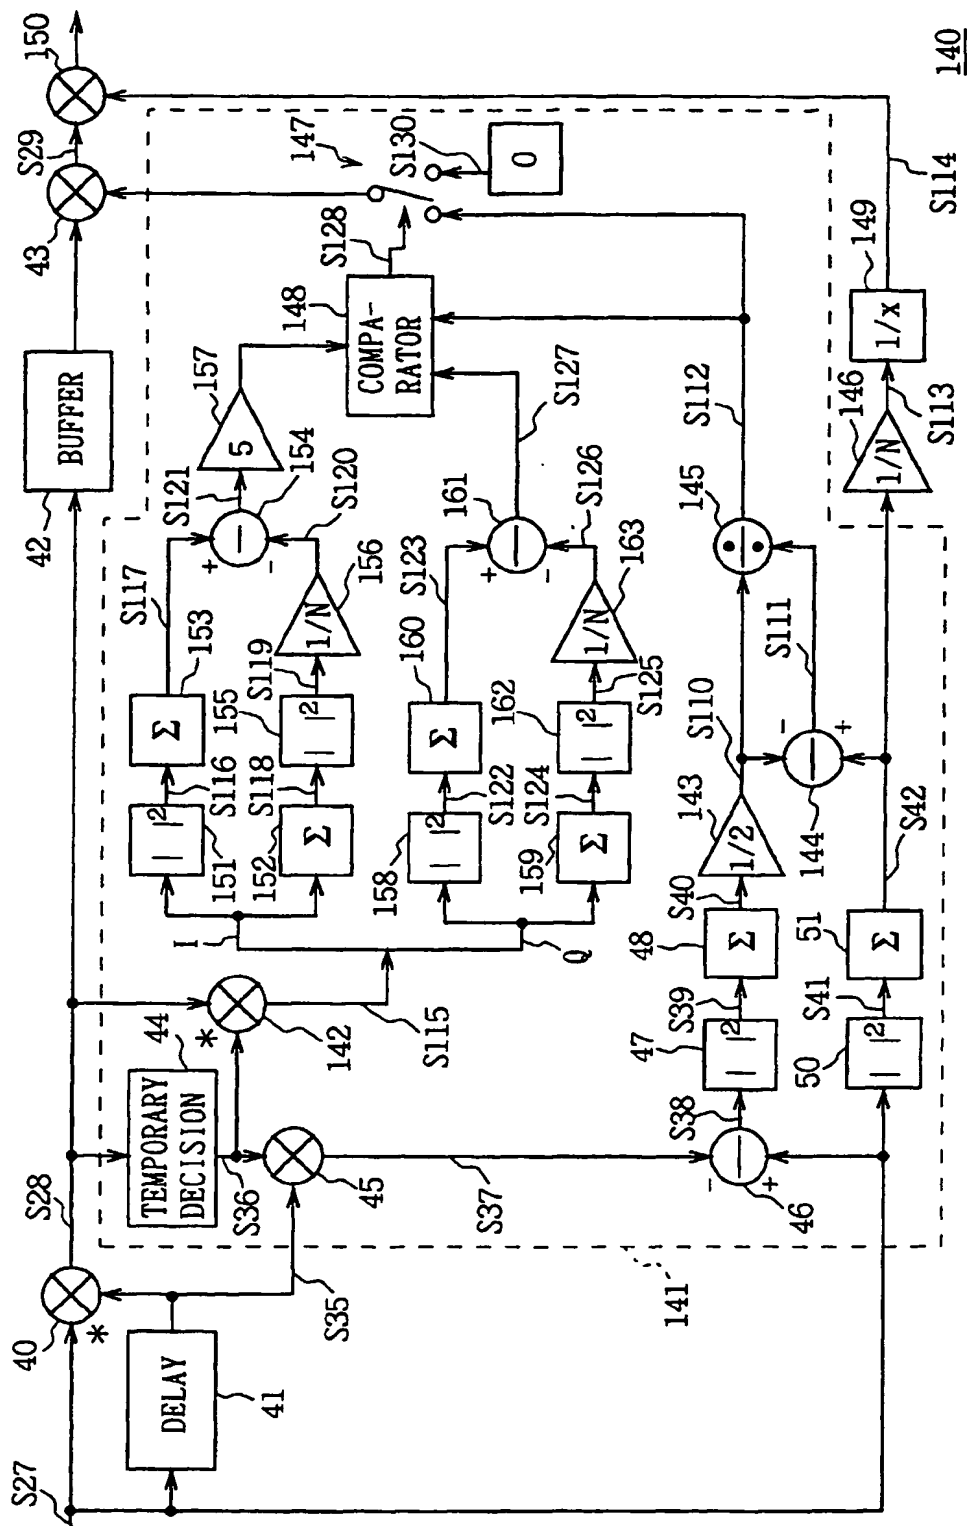 S27
40
*
DELAY
41
S28
S35
141
TEMPORARY
DECISION
44
S36
45
S37
*
142
S115
I
Q
42
BUFFER
43
S29
150
| |2
151
S116
Σ
153
S117
152
Σ
S118
155
| |2
S119
1/N
156
S120
+
-
−
154
S121
5
157
158
| |2
S122
160
Σ
S123
159
Σ
S124
162
| |2
S125
1/N
163
S126
+
-
−
161
S127
148
COMPA-
RATOR
S128
147
S130
0
-
+
−
46
S38
47
| |2
S39
48
Σ
S40
1/2
143
S110
-
+
−
144
S111
145
S112
50
| |2
S41
51
Σ
S42
1/N
146
S113
1/x
149
S114
140